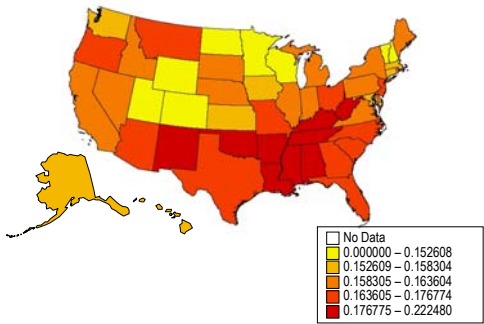 No Data
0.000000 – 0.152608
0.152609 – 0.158304
0.158305 – 0.163604
0.163605 – 0.176774
0.176775 – 0.222480